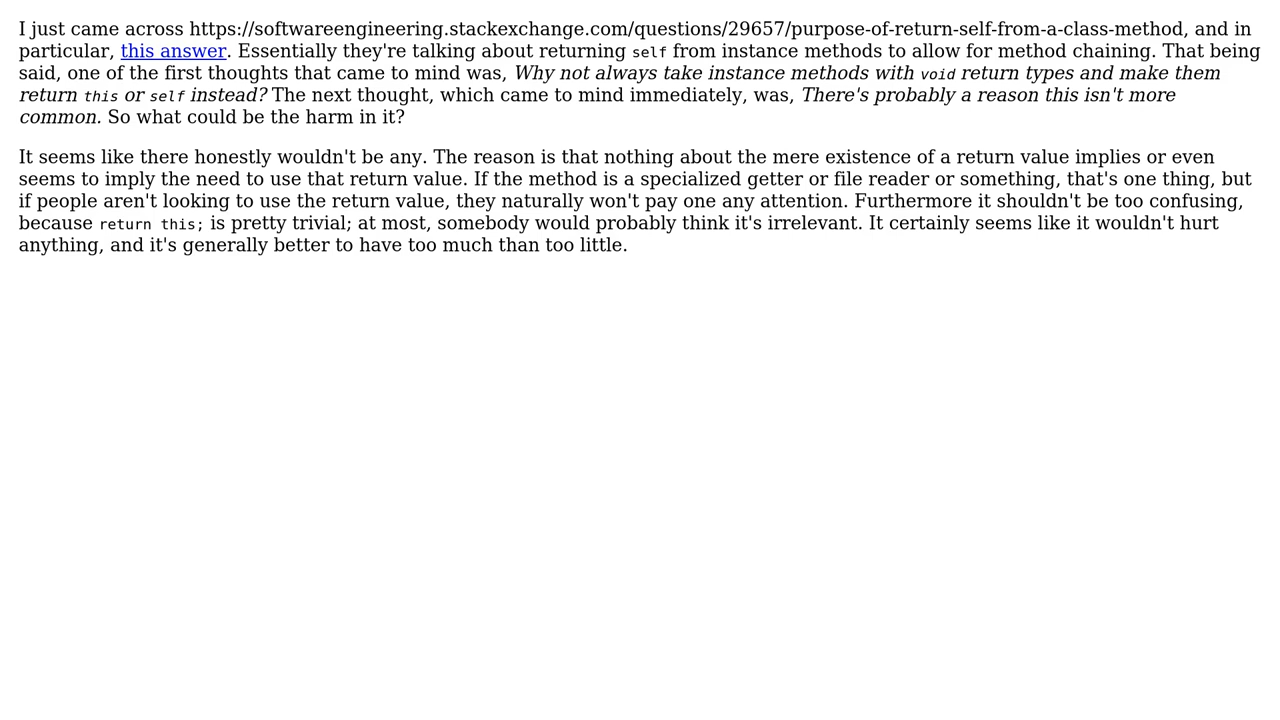 I just came across https://softwareengineering.stackexchange.com/questions/29657/purpose-of-return-self-from-a-class-method, and in
particular, this answer. Essentially they're talking about returning self from instance methods to allow for method chaining. That being
said, one of the first thoughts that came to mind was, Why not always take instance methods with void return types and make them
return this or self instead? The next thought, which came to mind immediately, was, There's probably a reason this isn't more
common. So what could be the harm in it?
It seems like there honestly wouldn't be any. The reason is that nothing about the mere existence of a return value implies or even
seems to imply the need to use that return value. If the method is a specialized getter or file reader or something, that's one thing, but
if people aren't looking to use the return value, they naturally won't pay one any attention. Furthermore it shouldn't be too confusing,
because return this; is pretty trivial; at most, somebody would probably think it's irrelevant. It certainly seems like it wouldn't hurt
anything, and it's generally better to have too much than too little.